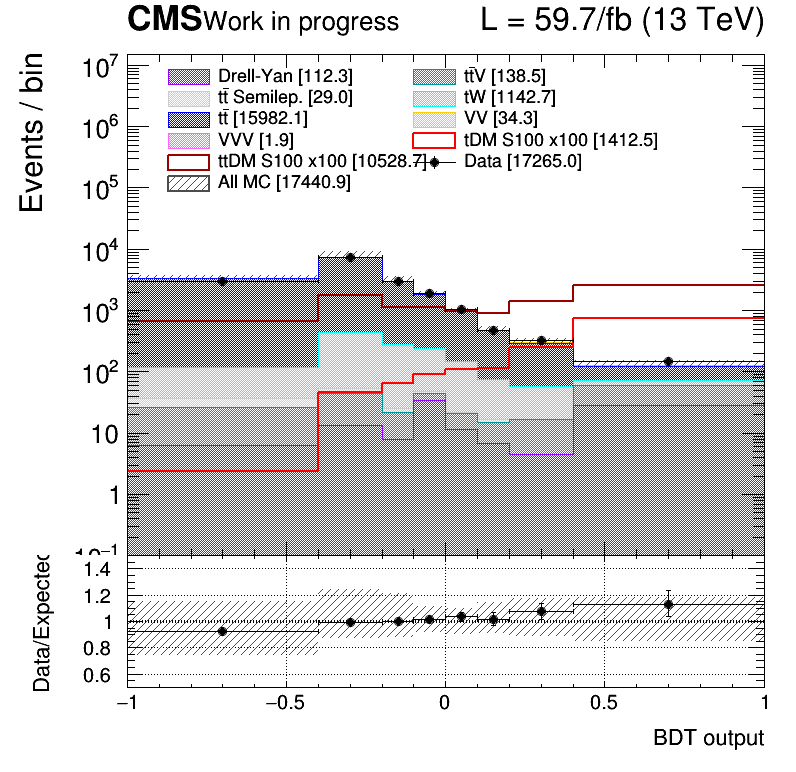 CMS Work in progress L = 59.7/fb (13 TeV)
Events / bin
10⁷
10⁶
10⁵
10⁴
10³
10²
10
1
10⁻¹
Drell-Yan [112.3]
tt̄V [138.5]
tt̄ Semilep. [29.0]
tW [1142.7]
tt̄ [15982.1]
VV [34.3]
VVV [1.9]
tDM S100 x100 [1412.5]
ttDM S100 x100 [10528.7]
Data [17265.0]
All MC [17440.9]
Data/Expected
1.4
1.2
1
0.8
0.6
−1 −0.5 0 0.5 1
BDT output